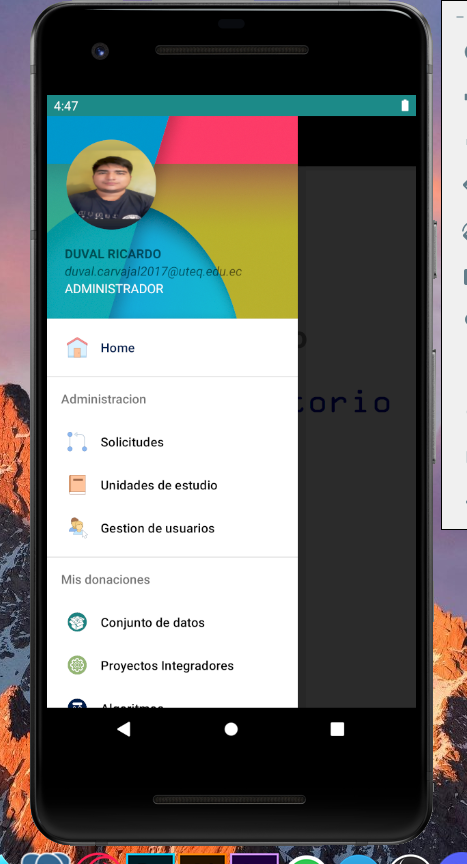 4:47
DUVAL RICARDO
duval.carvajal2017@uteq.edu.ec
ADMINISTRADOR
Home
Administracion
torio
Solicitudes
Unidades de estudio
Gestion de usuarios
Mis donaciones
Conjunto de datos
Proyectos Integradores
Algoritmos